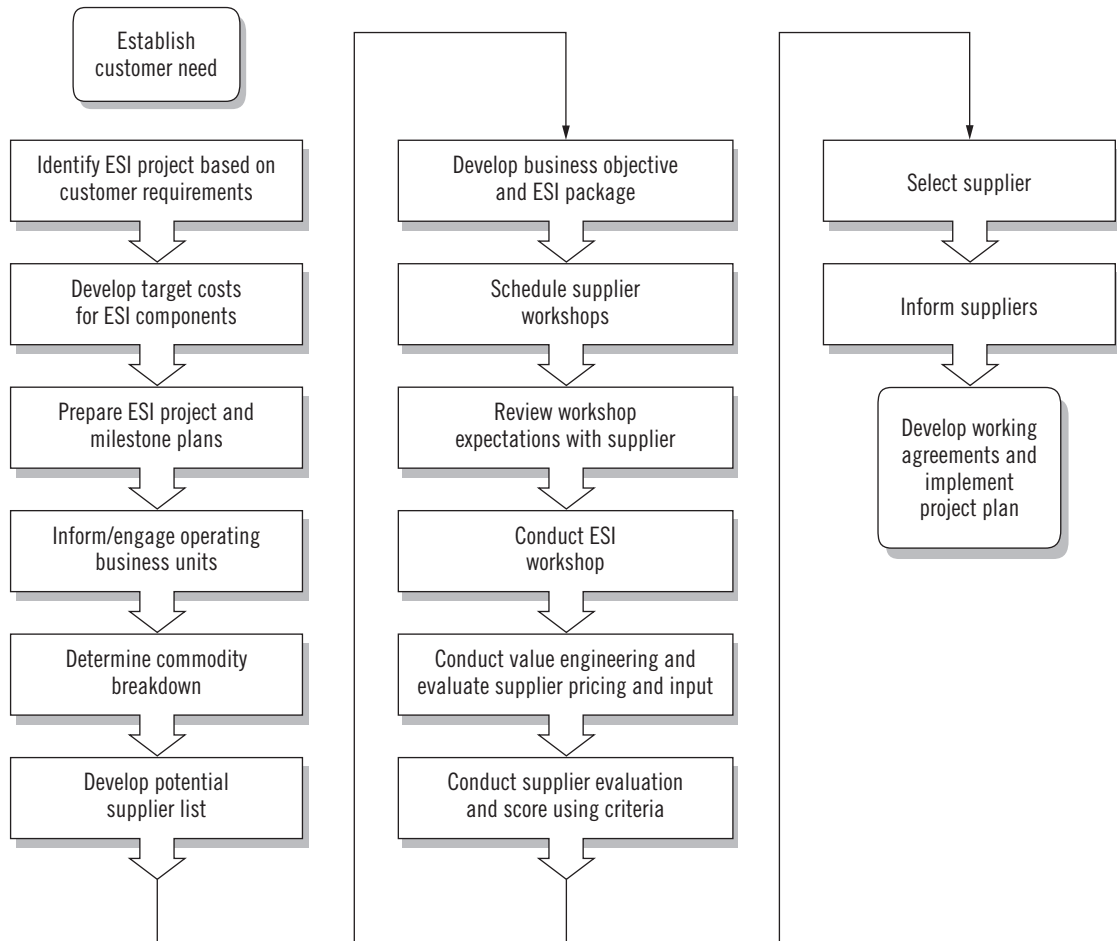 Establish
customer need
Identify ESI project based on
customer requirements
Develop target costs
for ESI components
Prepare ESI project and
milestone plans
Inform/engage operating
business units
Determine commodity
breakdown
Develop potential
supplier list
Develop business objective
and ESI package
Schedule supplier
workshops
Review workshop
expectations with supplier
Conduct ESI
workshop
Conduct value engineering and
evaluate supplier pricing and input
Conduct supplier evaluation
and score using criteria
Select supplier
Inform suppliers
Develop working
agreements and
implement
project plan